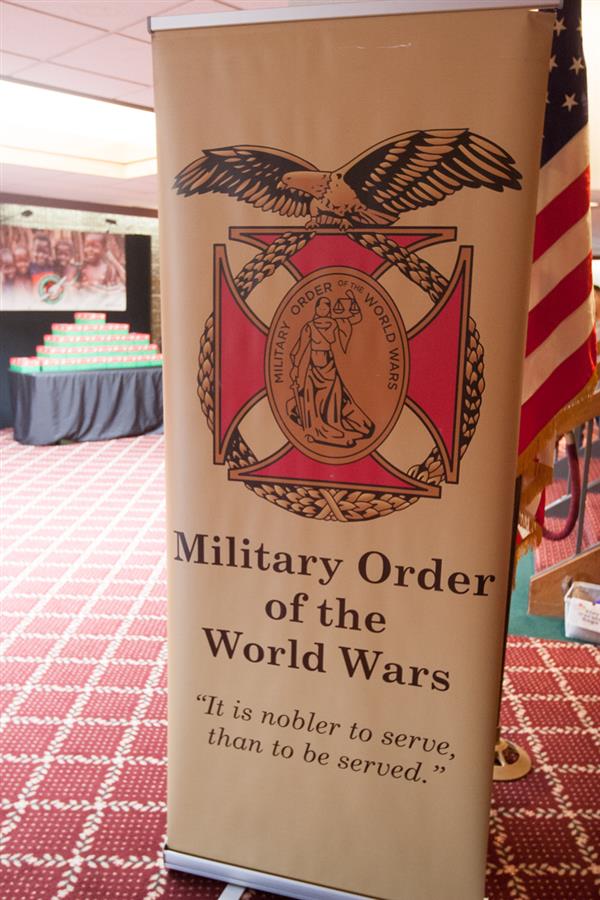 MILITARY ORDER OF THE WORLD WARS
Military Order
of the
World Wars
“It is nobler to serve,
than to be served.”